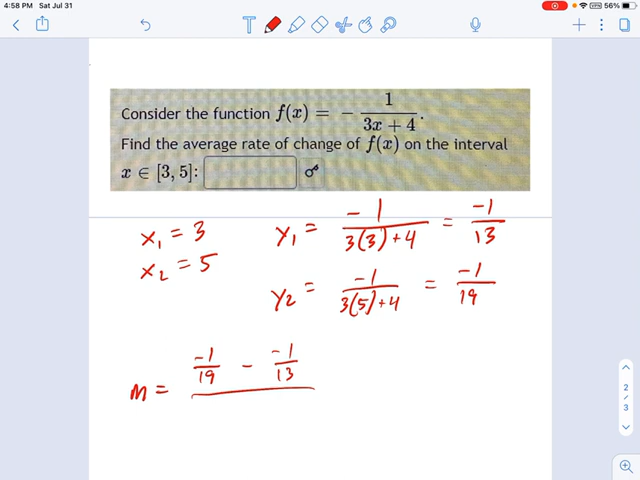 4:58 PM Sat Jul 31
VPN 56%
Consider the function f(x) = − 1/(3x + 4).
Find the average rate of change of f(x) on the interval
x ∈ [3, 5]:
x₁ = 3
y₁ = -1/(3(3)+4) = -1/13
x₂ = 5
y₂ = -1/(3(5)+4) = -1/19
m = -1/19 − -1/13
2/3